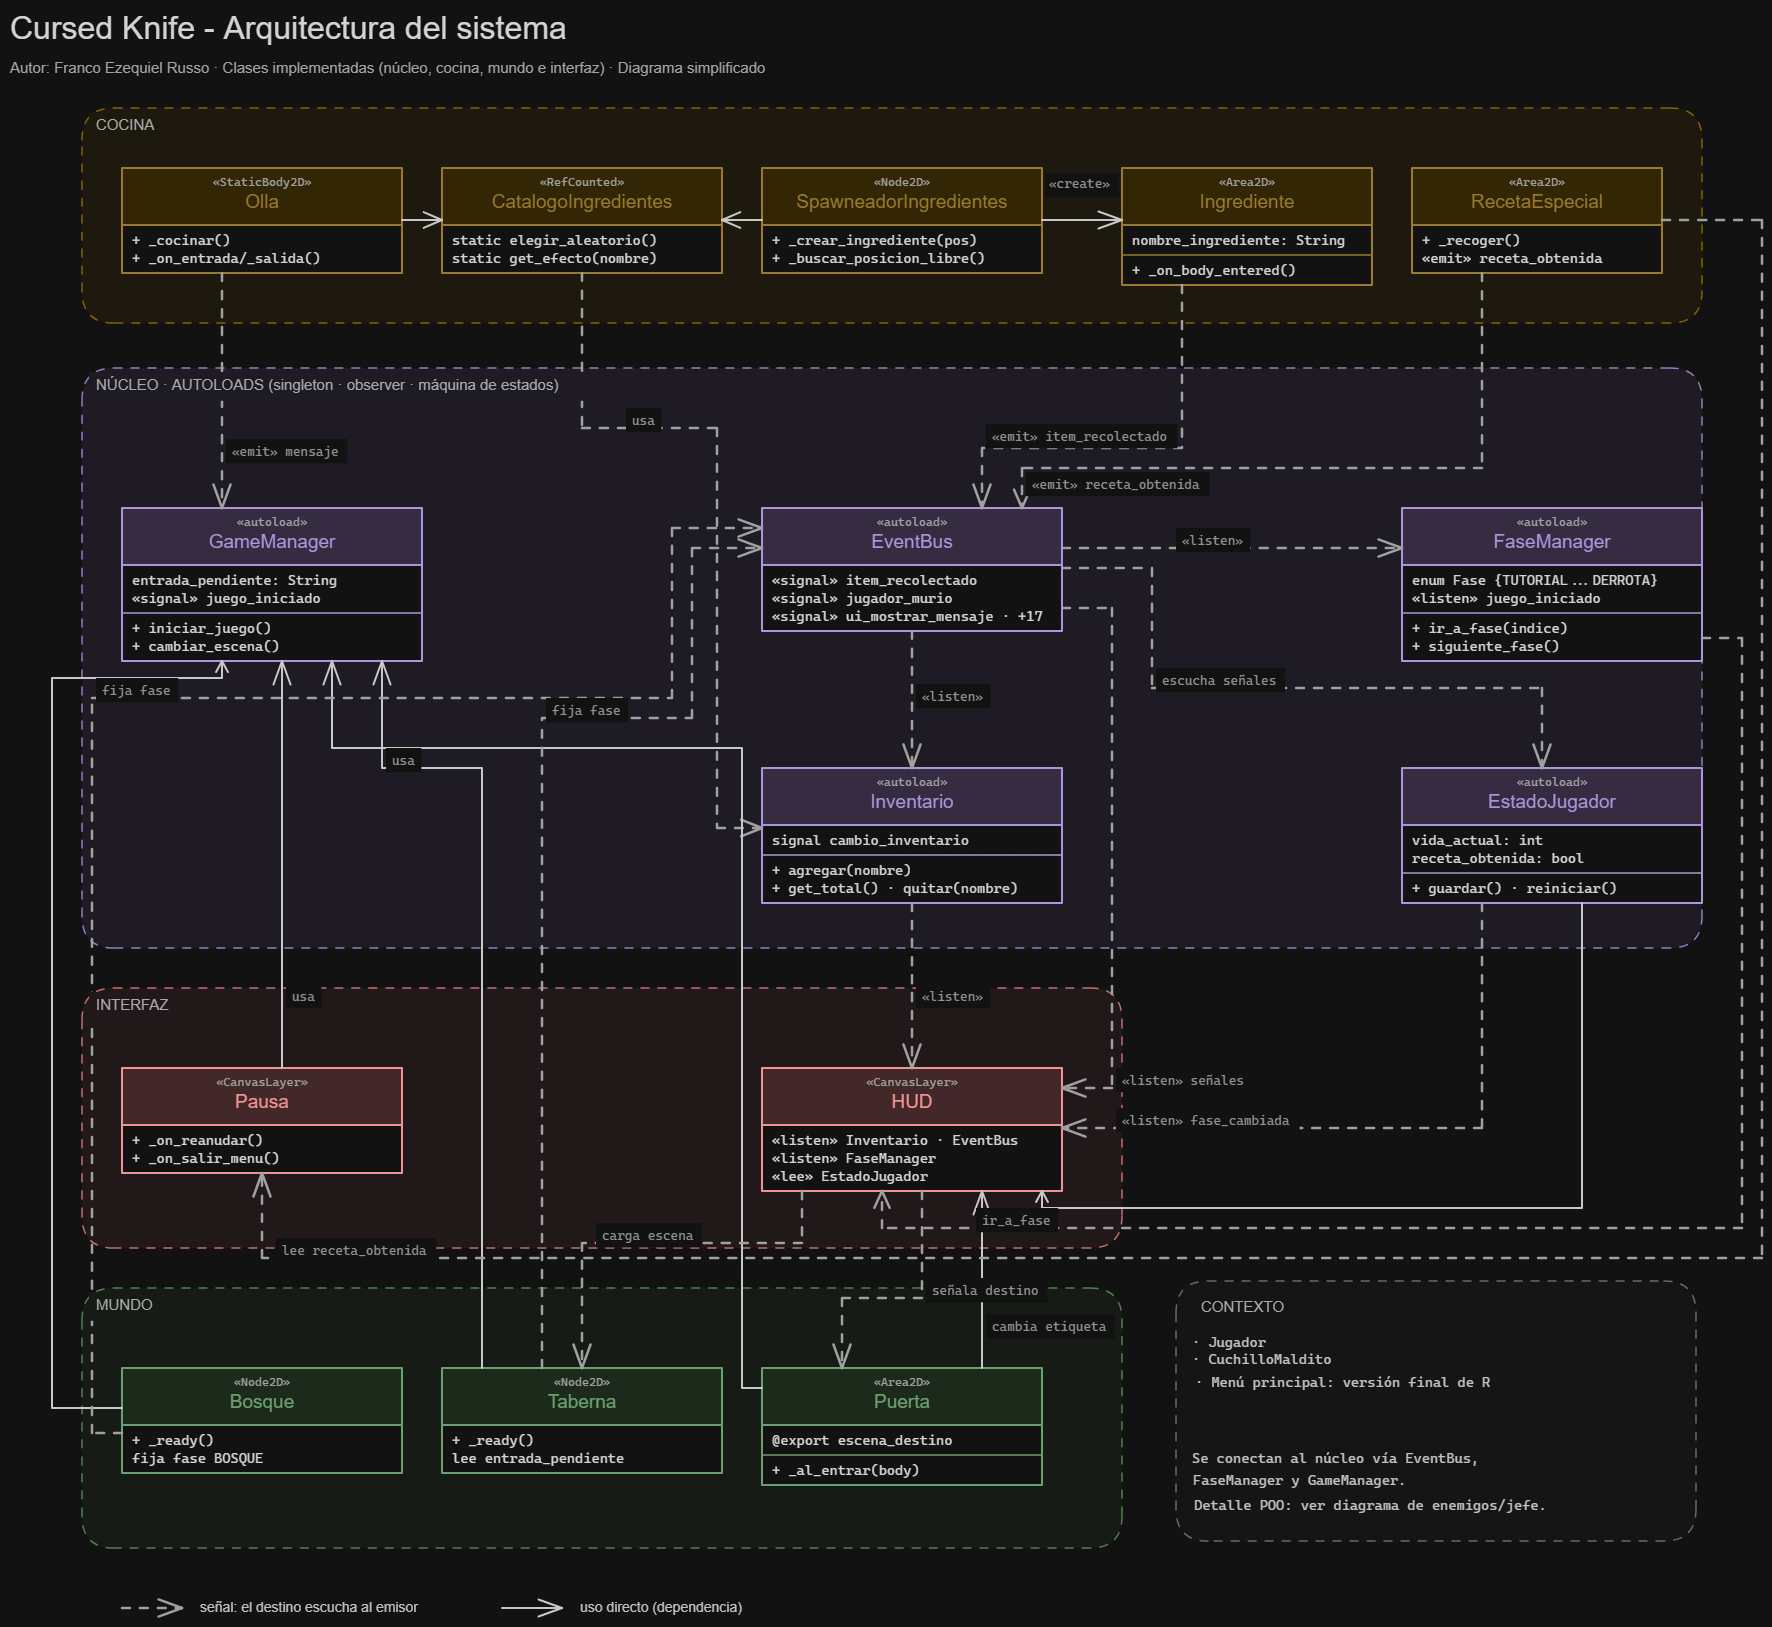 Cursed Knife - Arquitectura del sistema
Autor: Franco Ezequiel Russo · Clases implementadas (núcleo, cocina, mundo e interfaz) · Diagrama simplificado
COCINA
«StaticBody2D»
Olla
+ _cocinar()
+ _on_entrada/_salida()
«RefCounted»
CatalogoIngredientes
static elegir_aleatorio()
static get_efecto(nombre)
«Node2D»
SpawneadorIngredientes
+ _crear_ingrediente(pos)
+ _buscar_posicion_libre()
«create»
«Area2D»
Ingrediente
nombre_ingrediente: String
+ _on_body_entered()
«Area2D»
RecetaEspecial
+ _recoger()
«emit» receta_obtenida
NÚCLEO · AUTOLOADS (singleton · observer · máquina de estados)
usa
«emit» mensaje
«emit» item_recolectado
«emit» receta_obtenida
«autoload»
GameManager
entrada_pendiente: String
«signal» juego_iniciado
+ iniciar_juego()
+ cambiar_escena()
«autoload»
EventBus
«signal» item_recolectado
«signal» jugador_murio
«signal» ui_mostrar_mensaje · +17
«listen»
«autoload»
FaseManager
enum Fase {TUTORIAL...DERROTA}
«listen» juego_iniciado
+ ir_a_fase(indice)
+ siguiente_fase()
fija fase
fija fase
«listen»
escucha señales
usa
«autoload»
Inventario
signal cambio_inventario
+ agregar(nombre)
+ get_total() · quitar(nombre)
«autoload»
EstadoJugador
vida_actual: int
receta_obtenida: bool
+ guardar() · reiniciar()
INTERFAZ
usa
«listen»
«CanvasLayer»
Pausa
+ _on_reanudar()
+ _on_salir_menu()
«CanvasLayer»
HUD
«listen» Inventario · EventBus
«listen» FaseManager
«lee» EstadoJugador
«listen» señales
«listen» fase_cambiada
ir_a_fase
carga escena
lee receta_obtenida
MUNDO
señala destino
cambia etiqueta
«Node2D»
Bosque
+ _ready()
fija fase BOSQUE
«Node2D»
Taberna
+ _ready()
lee entrada_pendiente
«Area2D»
Puerta
@export escena_destino
+ _al_entrar(body)
CONTEXTO
· Jugador
· CuchilloMaldito
· Menú principal: versión final de R
Se conectan al núcleo vía EventBus,
FaseManager y GameManager.
Detalle POO: ver diagrama de enemigos/jefe.
señal: el destino escucha al emisor
uso directo (dependencia)